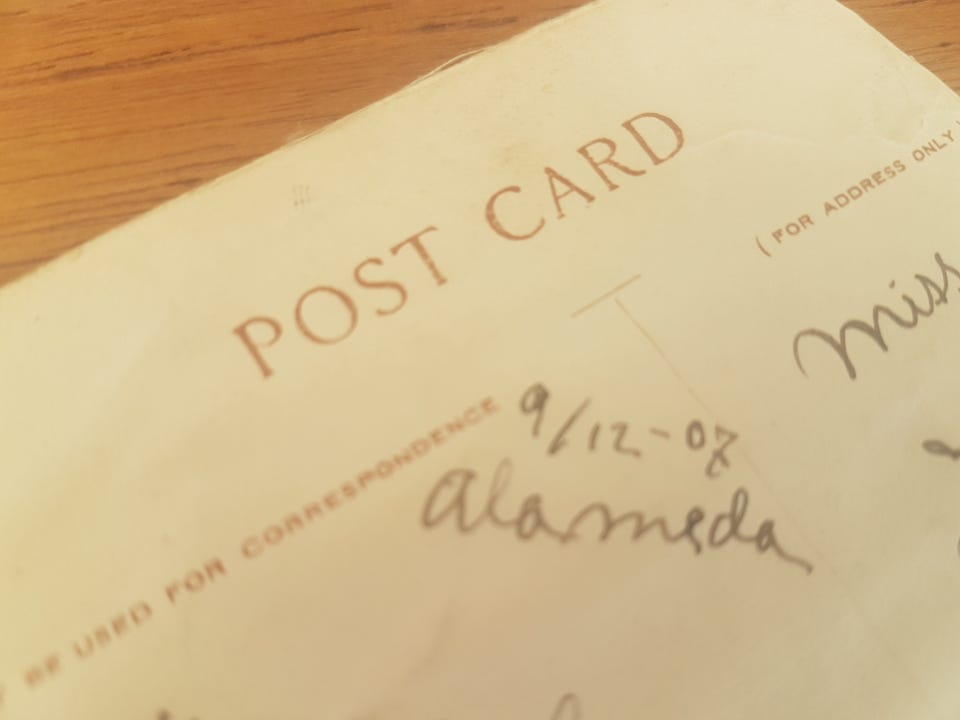 POST CARD
BE USED FOR CORRESPONDENCE
(FOR ADDRESS ONLY
9/12-07
Alameda
Miss